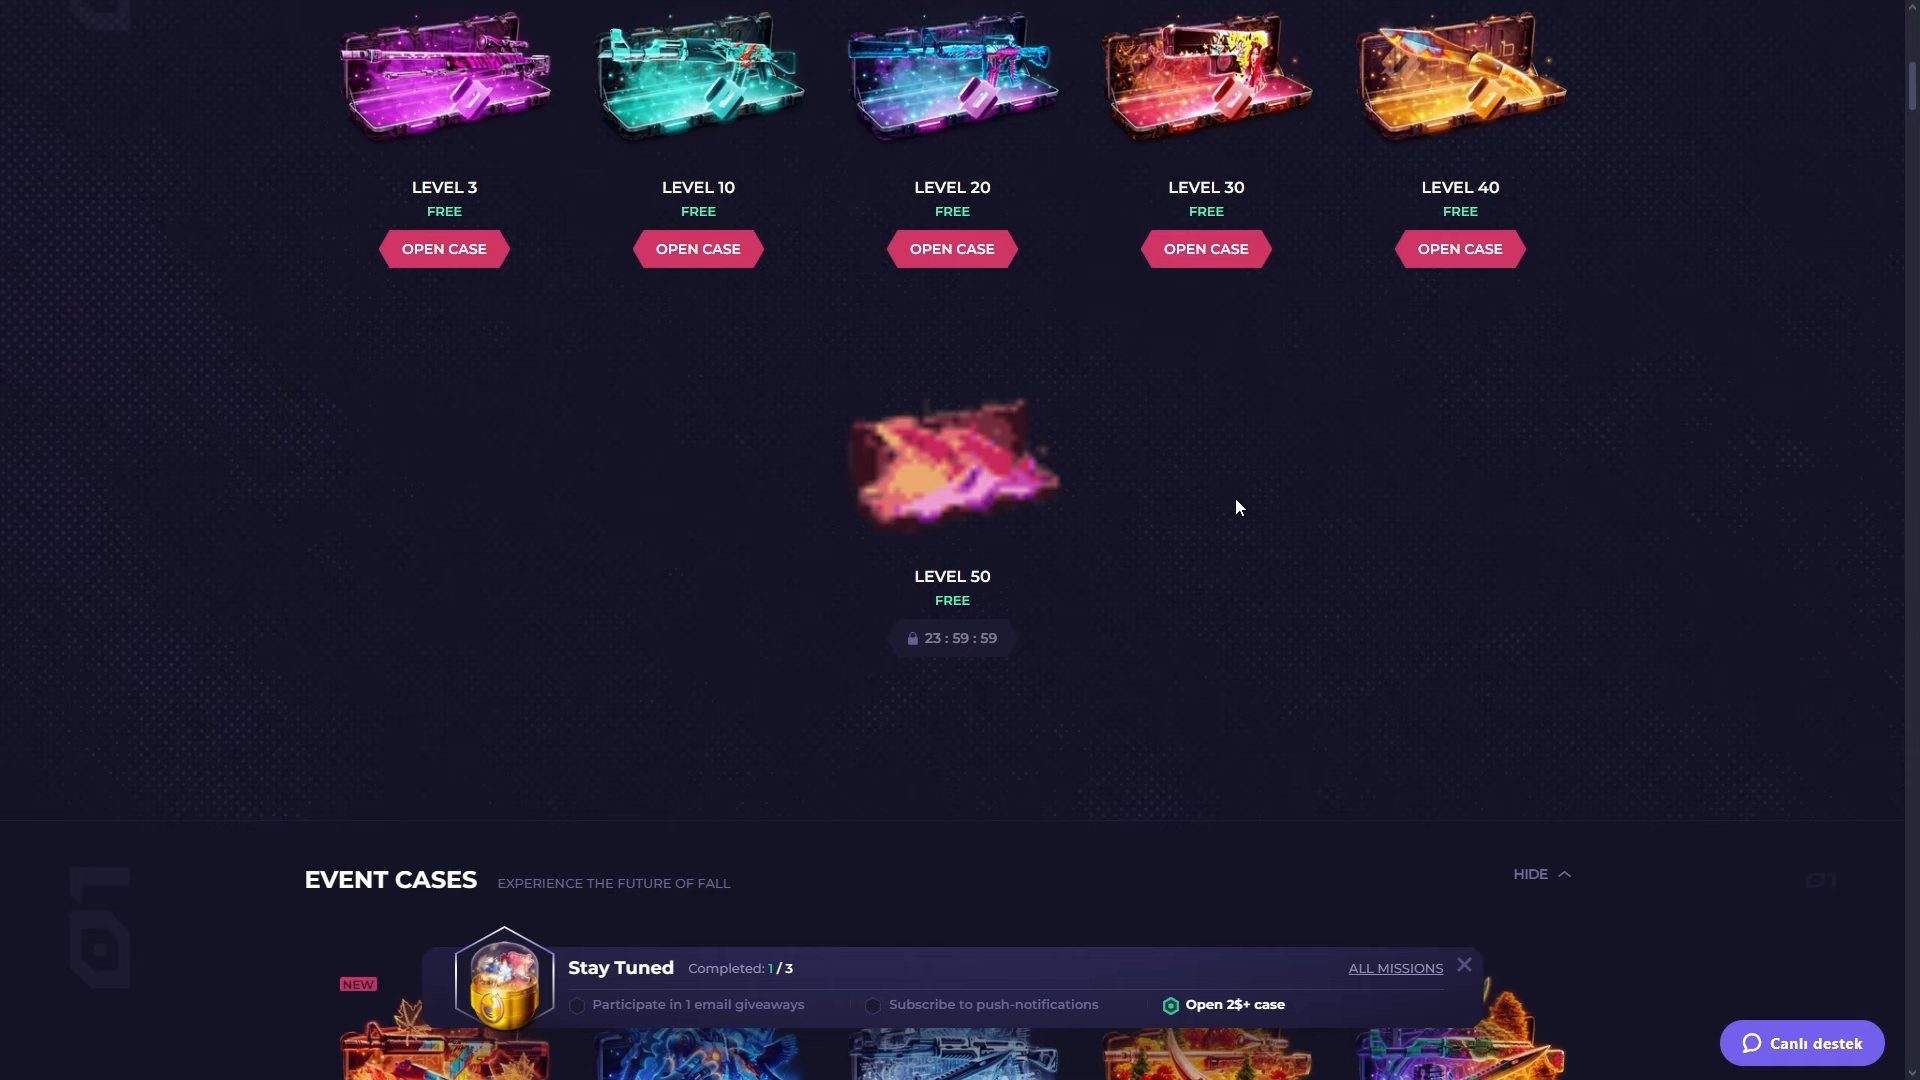 LEVEL 3
FREE
OPEN CASE
LEVEL 10
FREE
OPEN CASE
LEVEL 20
FREE
OPEN CASE
LEVEL 30
FREE
OPEN CASE
LEVEL 40
FREE
OPEN CASE
LEVEL 50
FREE
23 : 59 : 59
EVENT CASES
EXPERIENCE THE FUTURE OF FALL
HIDE
01
01
NEW
Stay Tuned
Completed: 1 / 3
ALL MISSIONS
Participate in 1 email giveaways
Subscribe to push-notifications
Open 2$+ case
Canlı destek